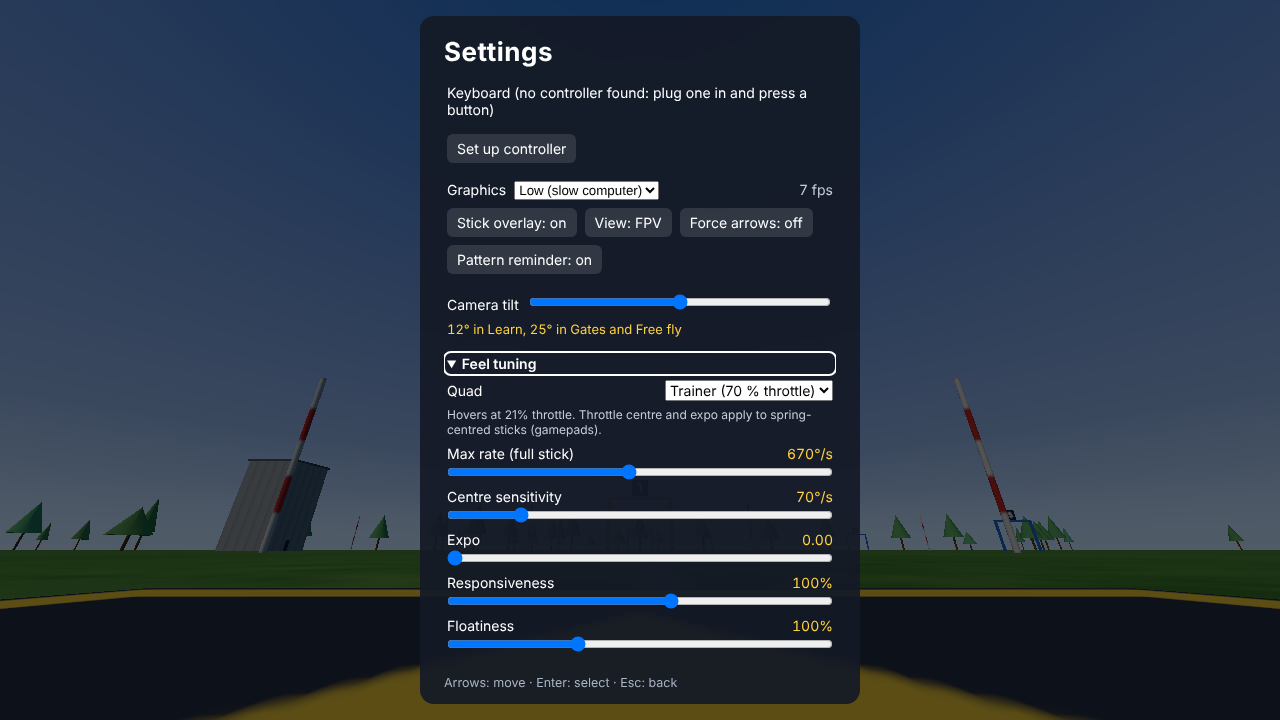 Settings
Keyboard (no controller found: plug one in and press a
button)
Set up controller
Graphics Low (slow computer) 7 fps
Stick overlay: on View: FPV Force arrows: off
Pattern reminder: on
Camera tilt
12° in Learn, 25° in Gates and Free fly
▼ Feel tuning
Quad Trainer (70 % throttle)
Hovers at 21% throttle. Throttle centre and expo apply to spring-
centred sticks (gamepads).
Max rate (full stick) 670°/s
Centre sensitivity 70°/s
Expo 0.00
Responsiveness 100%
Floatiness 100%
Arrows: move · Enter: select · Esc: back